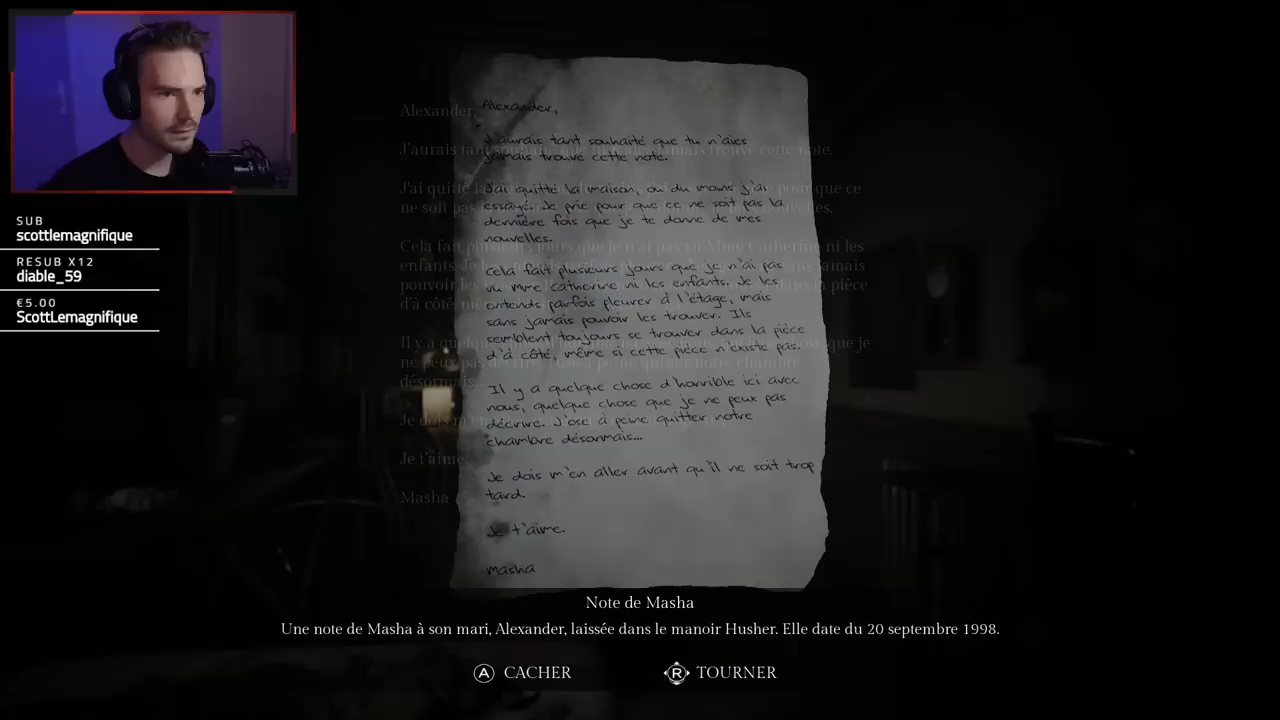 SUB
scottlemagnifique
RESUB X12
diable_59
€5.00
ScottLemagnifique
Alexander,
J'aurais tant souhaité que tu n'aies
jamais trouvé cette note.
J'ai quitté la maison, ou du moins j'ai
essayé. Je prie pour que ce ne soit pas la
dernière fois que je te donne de mes
nouvelles.
Cela fait plusieurs jours que je n'ai pas
vu Mme Catherine ni les enfants. Je les
entends parfois pleurer à l'étage, mais
sans jamais pouvoir les trouver. Ils
semblent toujours se trouver dans la pièce
d'à côté, même si cette pièce n'existe pas.
Il y a quelque chose d'horrible ici avec
nous, quelque chose que je ne peux pas
décrire. J'ose à peine quitter notre
chambre désormais...
Je dois m'en aller avant qu'il ne soit trop
tard.
Je t'aime.
Masha
Note de Masha
Une note de Masha à son mari, Alexander, laissée dans le manoir Husher. Elle date du 20 septembre 1998.
A CACHER
R TOURNER